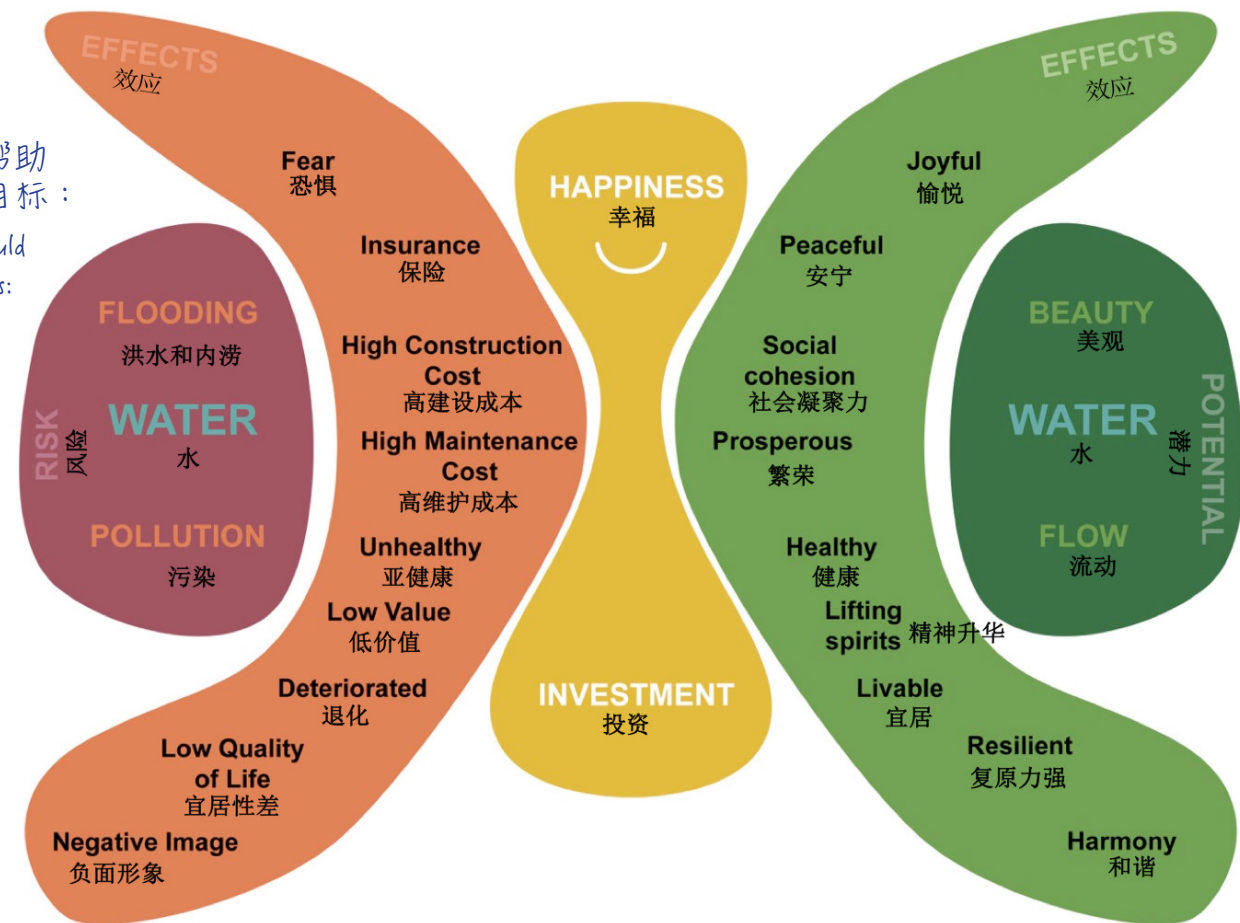 EFFECTS
效应
Fear
恐惧
Insurance
保险
High Construction
Cost
高建设成本
High Maintenance
Cost
高维护成本
Unhealthy
亚健康
Low Value
低价值
Deteriorated
退化
Low Quality
of Life
宜居性差
Negative Image
负面形象
助
目标：
uld
s:
FLOODING
洪水和内涝
WATER
水
POLLUTION
污染
RISK
风险
HAPPINESS
幸福
INVESTMENT
投资
EFFECTS
效应
Joyful
愉悦
Peaceful
安宁
Social
cohesion
社会凝聚力
Prosperous
繁荣
Healthy
健康
Lifting
spirits
精神升华
Livable
宜居
Resilient
复原力强
Harmony
和谐
BEAUTY
美观
WATER
水
FLOW
流动
POTENTIAL
潜力